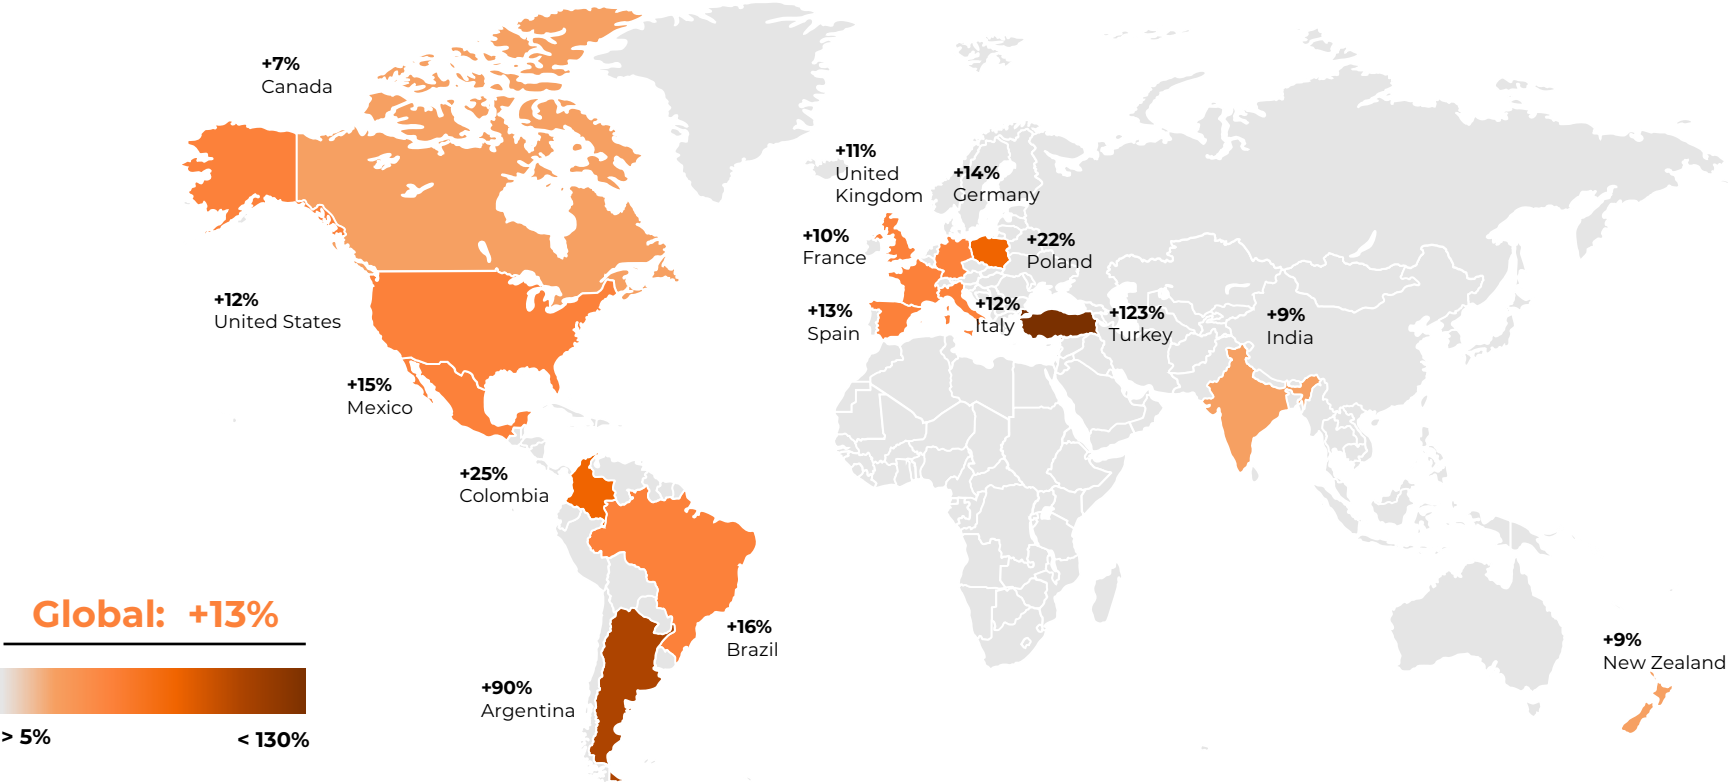 +7%
Canada
+11%
United
Kingdom
+14%
Germany
+10%
France
+22%
Poland
+12%
United States
+13%
Spain
+12%
Italy
+123%
Turkey
+9%
India
+15%
Mexico
+25%
Colombia
Global: +13%
+16%
Brazil
+9%
New Zealand
+90%
Argentina
> 5%
< 130%